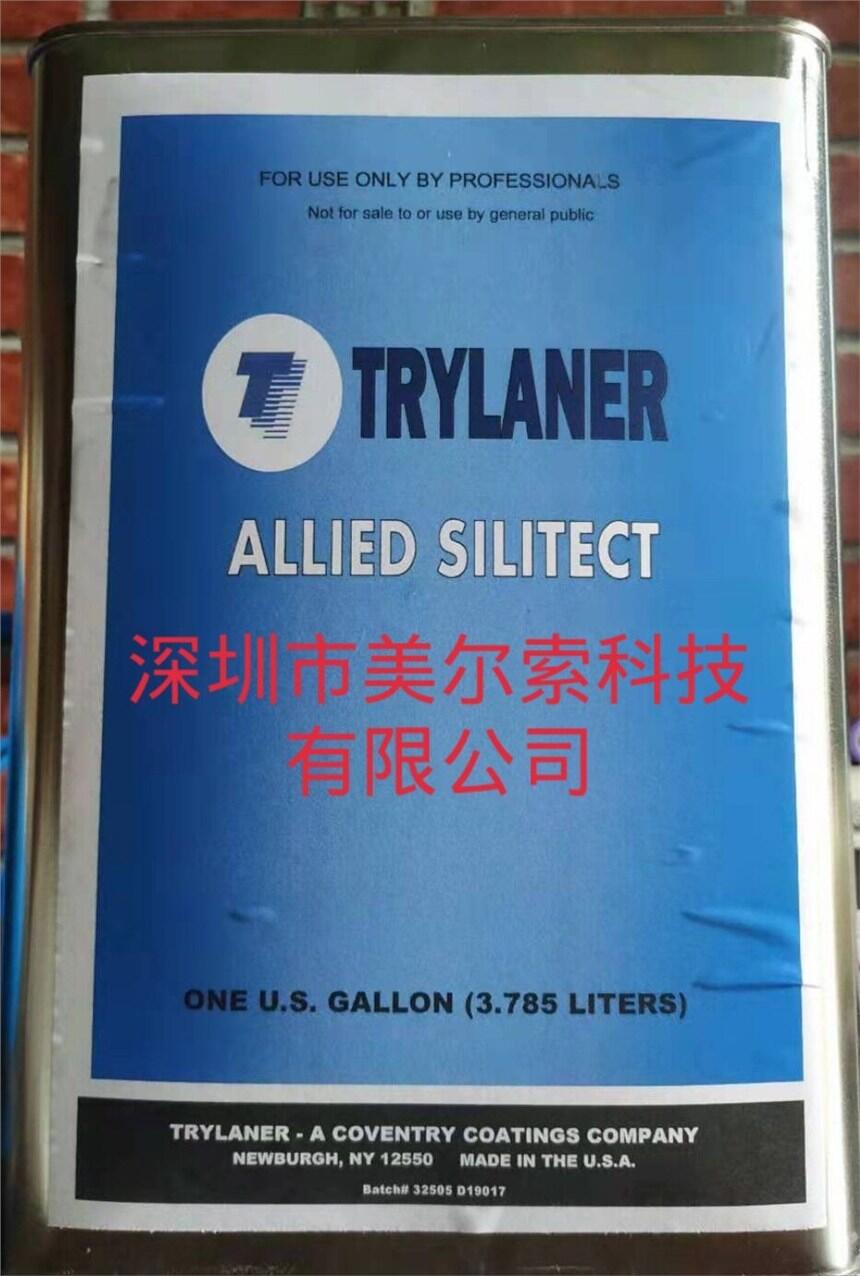 FOR USE ONLY BY PROFESSIONALS
Not for sale to or use by general public
T TRYLANER
ALLIED SILITECT
深圳市美尔索科技
有限公司
ONE U.S. GALLON (3.785 LITERS)
TRYLANER - A COVENTRY COATINGS COMPANY
NEWBURGH, NY 12550 MADE IN THE U.S.A.
Batch# 32505 D19017